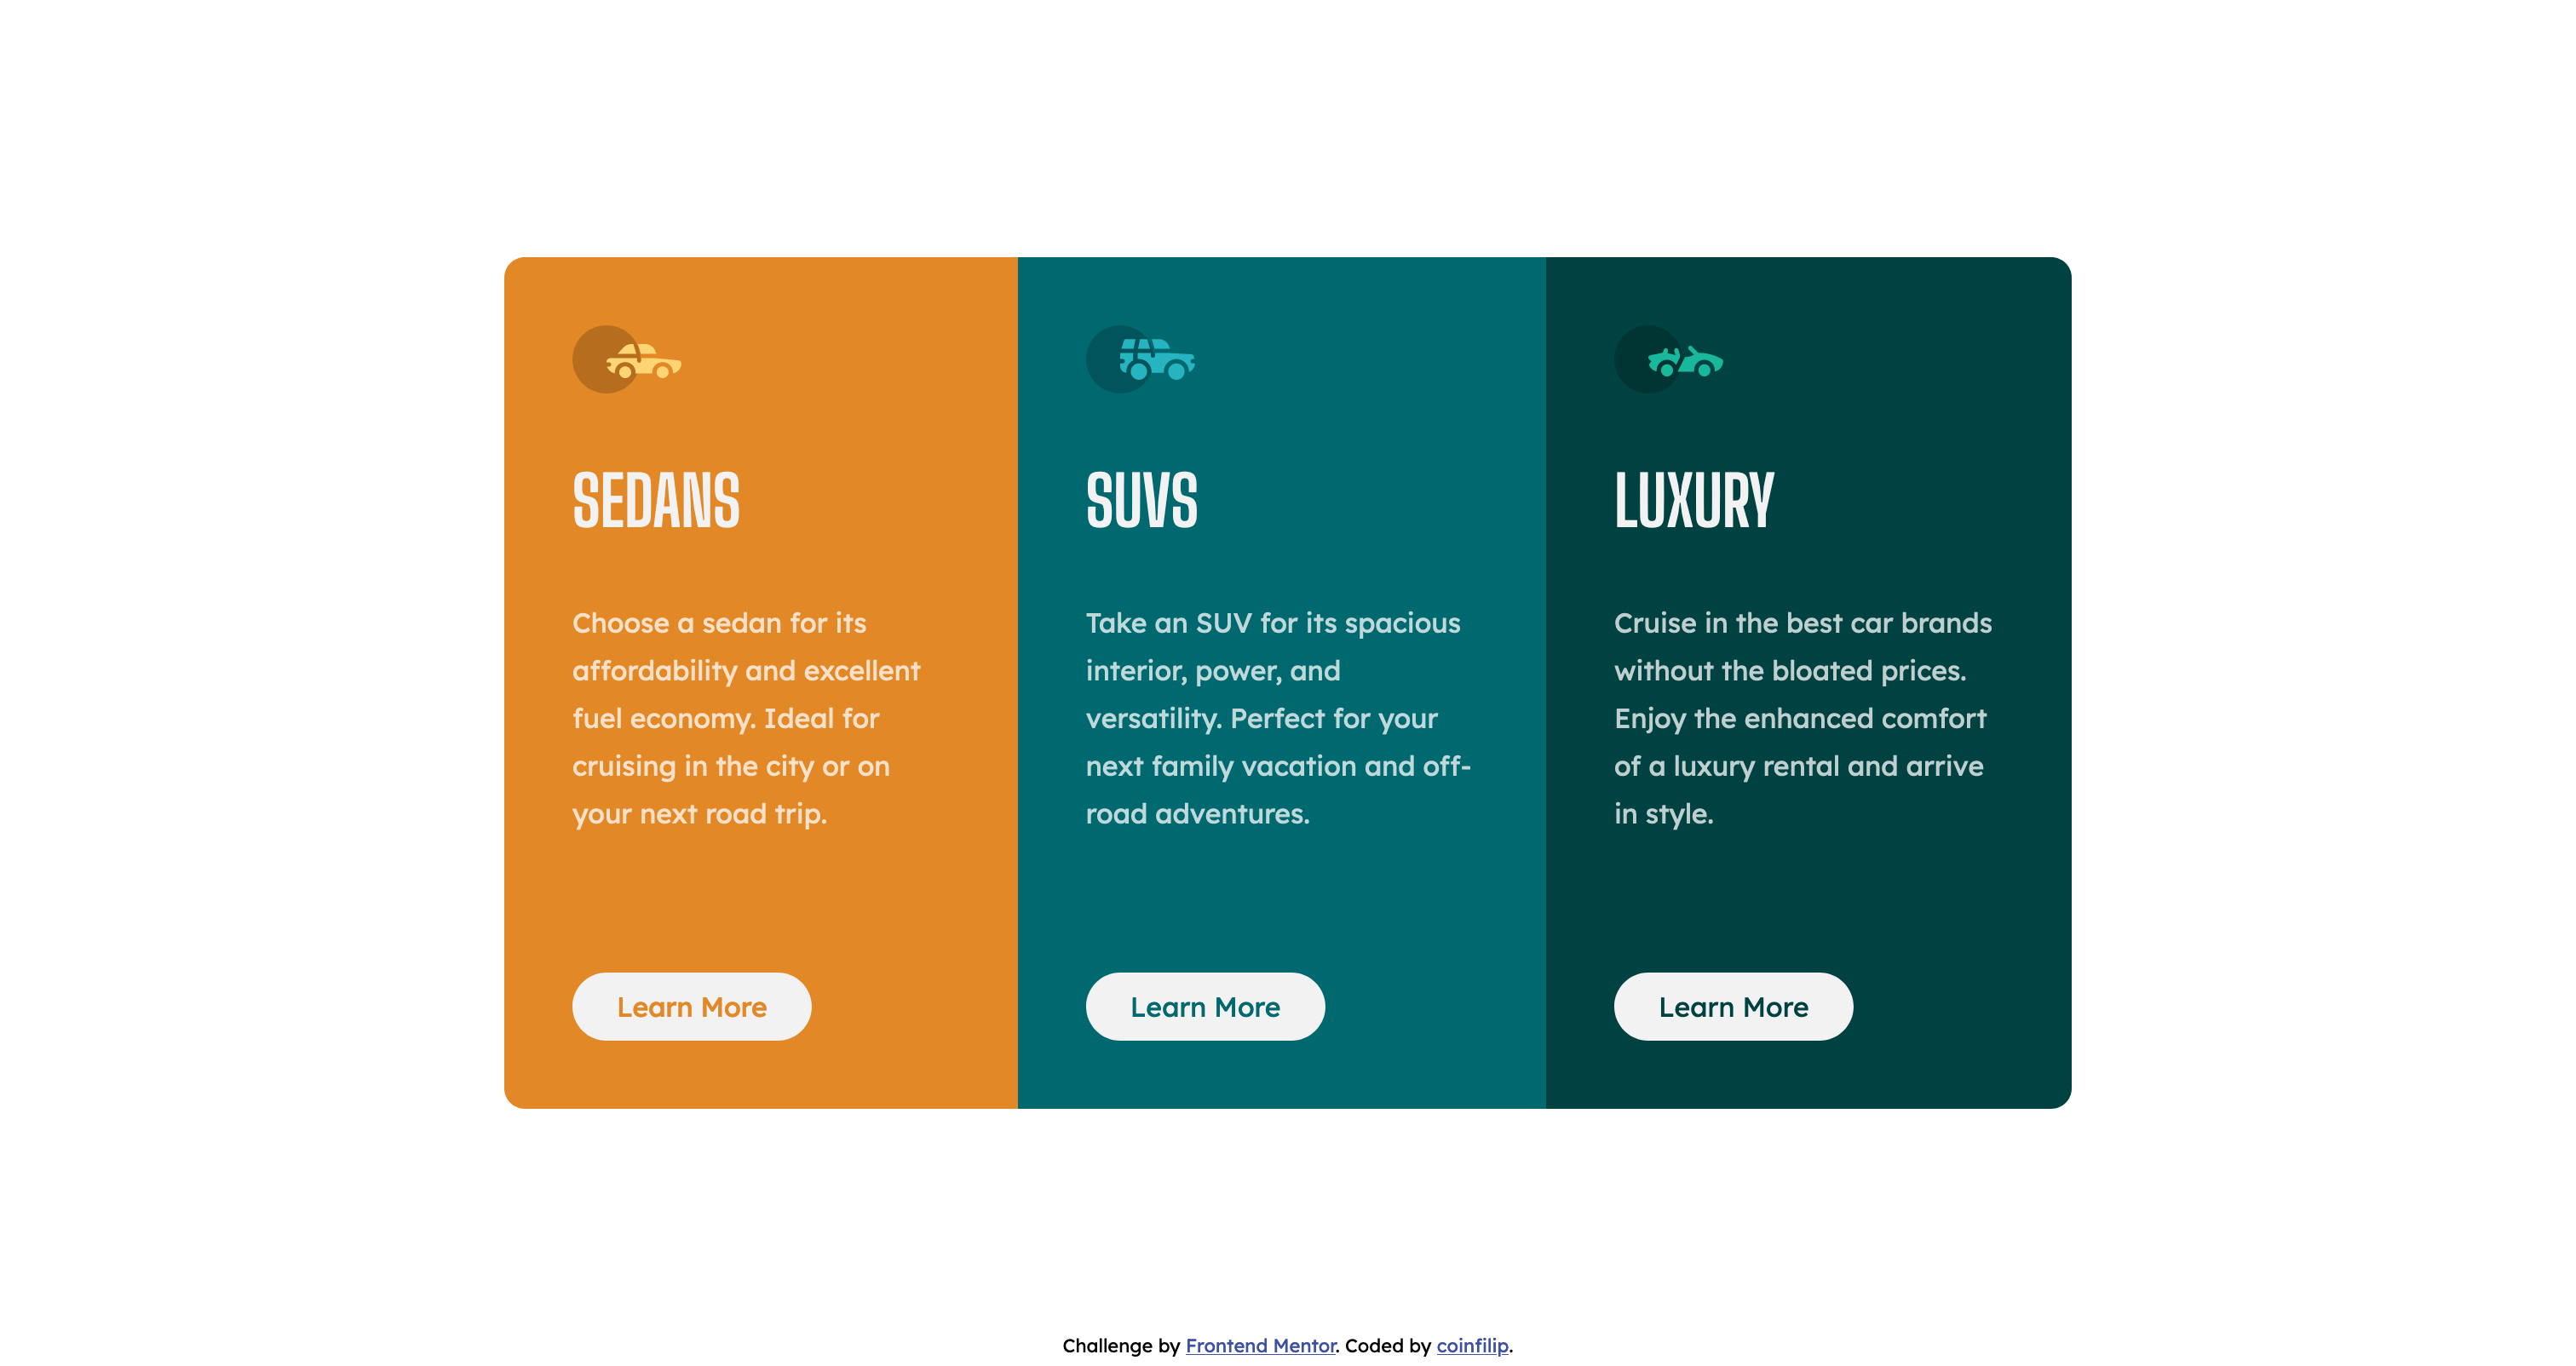 SEDANS
Choose a sedan for its
affordability and excellent
fuel economy. Ideal for
cruising in the city or on
your next road trip.
Learn More
SUVS
Take an SUV for its spacious
interior, power, and
versatility. Perfect for your
next family vacation and off-
road adventures.
Learn More
LUXURY
Cruise in the best car brands
without the bloated prices.
Enjoy the enhanced comfort
of a luxury rental and arrive
in style.
Learn More
Challenge by Frontend Mentor. Coded by coinfilip.